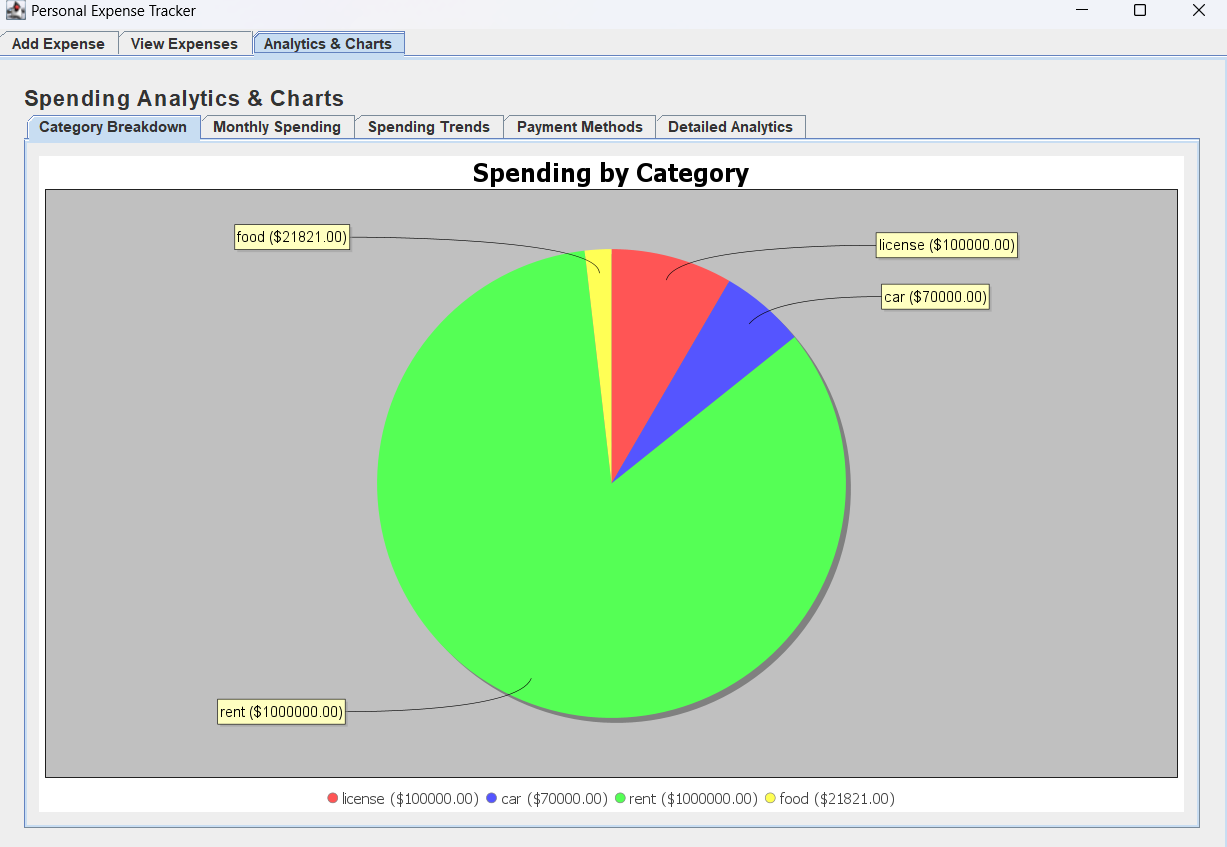 Personal Expense Tracker
Add Expense View Expenses Analytics & Charts
Spending Analytics & Charts
Category Breakdown Monthly Spending Spending Trends Payment Methods Detailed Analytics
Spending by Category
food ($21821.00)
license ($100000.00)
car ($70000.00)
rent ($1000000.00)
license ($100000.00) car ($70000.00) rent ($1000000.00) food ($21821.00)